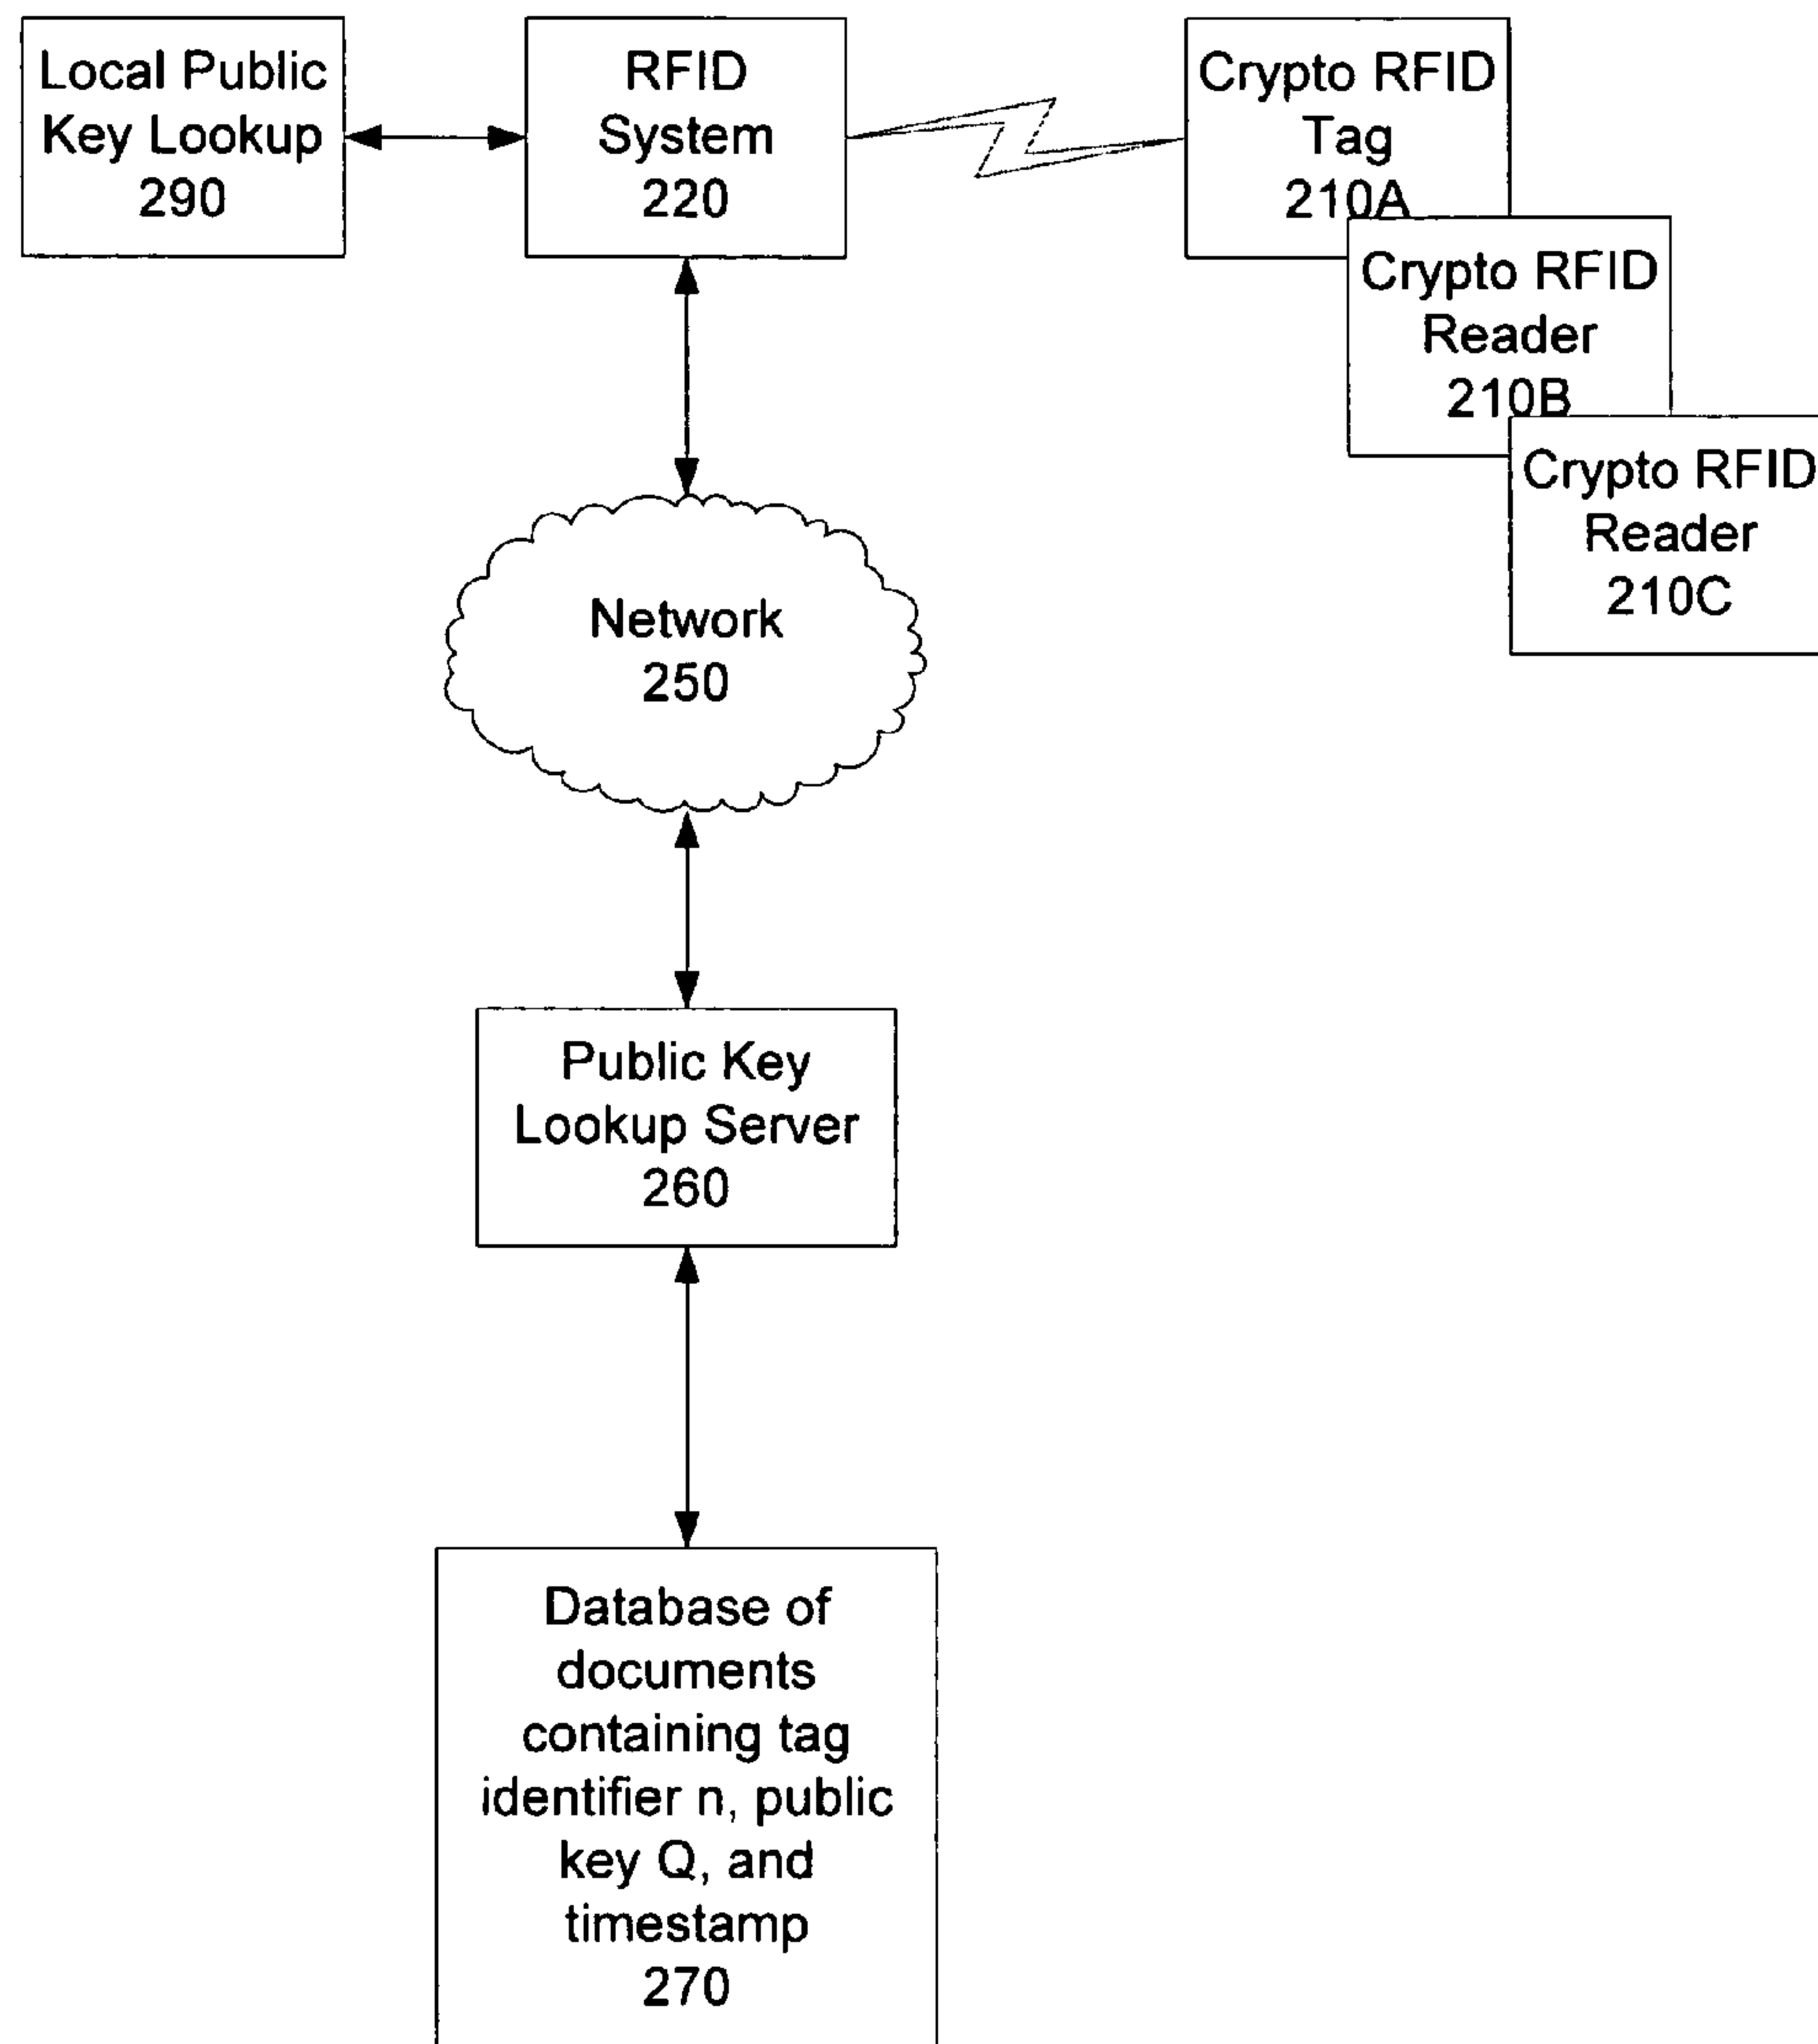 Local Public
Key Lookup
290
RFID
System
220
Crypto RFID
Tag
210A
Crypto RFID
Reader
210B
Crypto RFID
Reader
210C
Network
250
Public Key
Lookup Server
260
Database of
documents
containing tag
identifier n, public
key Q, and
timestamp
270